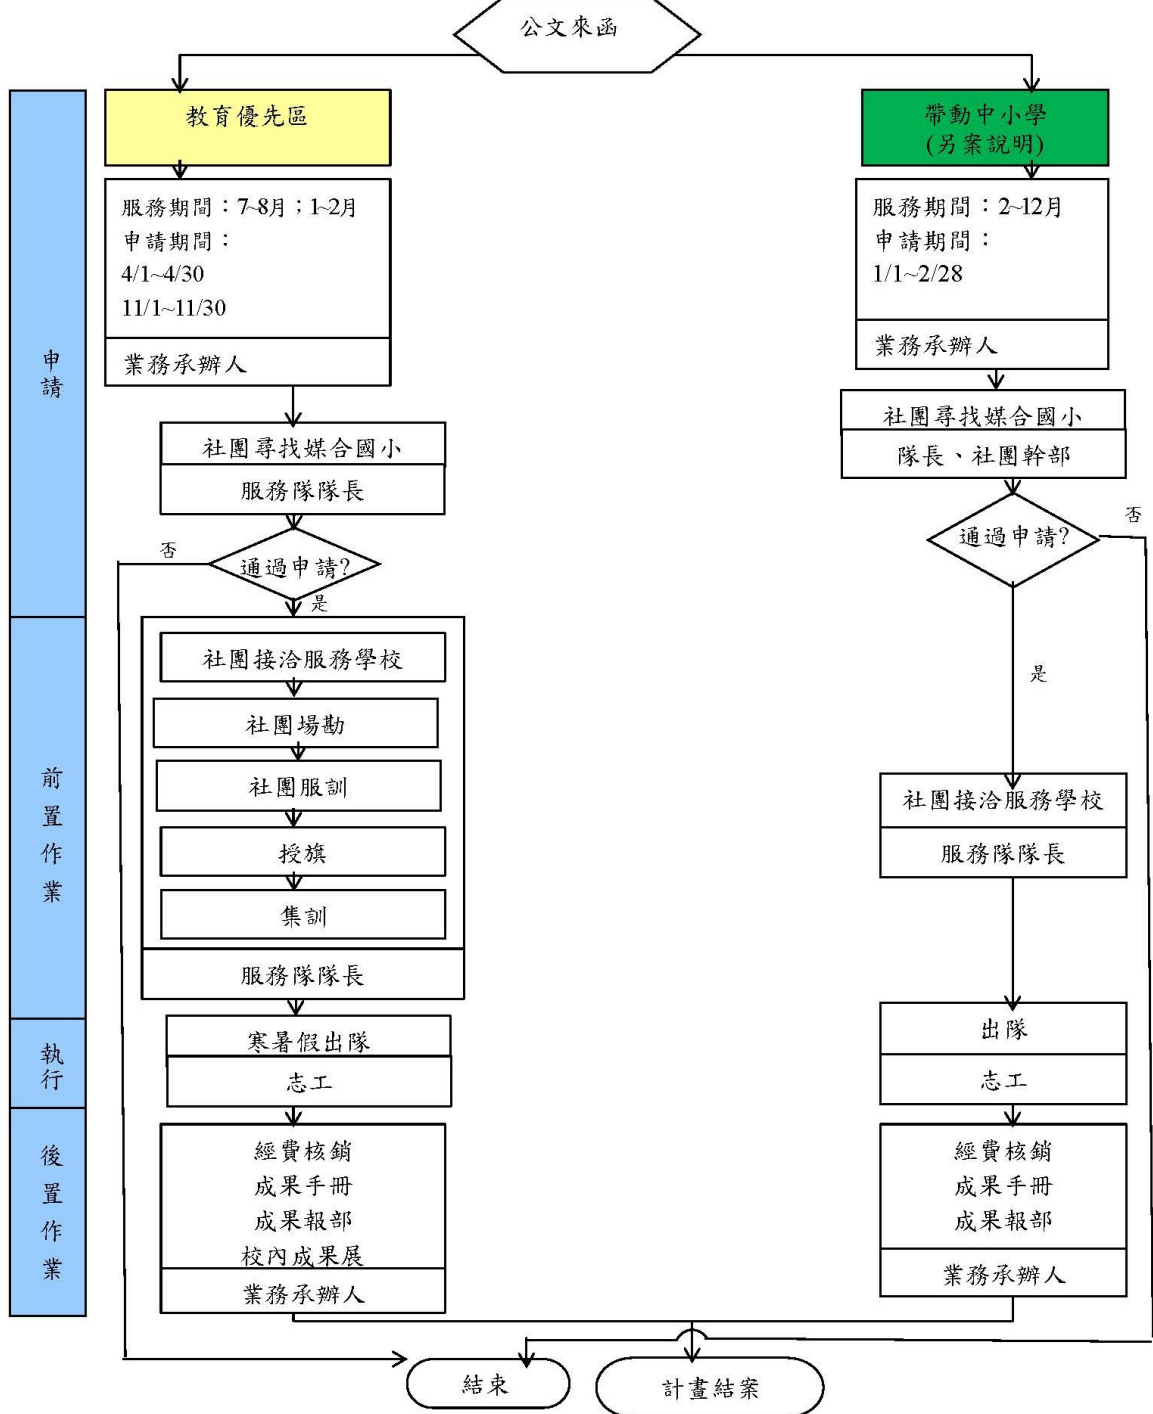 公文來函
教育優先區
服務期間：7~8月；1~2月
申請期間：
4/1~4/30
11/1~11/30
業務承辦人
社團尋找媒合國小
服務隊隊長
通過申請?
否
是
社團接洽服務學校
社團場勘
社團服訓
授旗
集訓
服務隊隊長
寒暑假出隊
志工
經費核銷
成果手冊
成果報部
校內成果展
業務承辦人
帶動中小學
(另案說明)
服務期間：2~12月
申請期間：
1/1~2/28
業務承辦人
社團尋找媒合國小
隊長、社團幹部
通過申請?
否
是
社團接洽服務學校
服務隊隊長
出隊
志工
經費核銷
成果手冊
成果報部
業務承辦人
申請
前置作業
執行
後置作業
結束
計畫結案